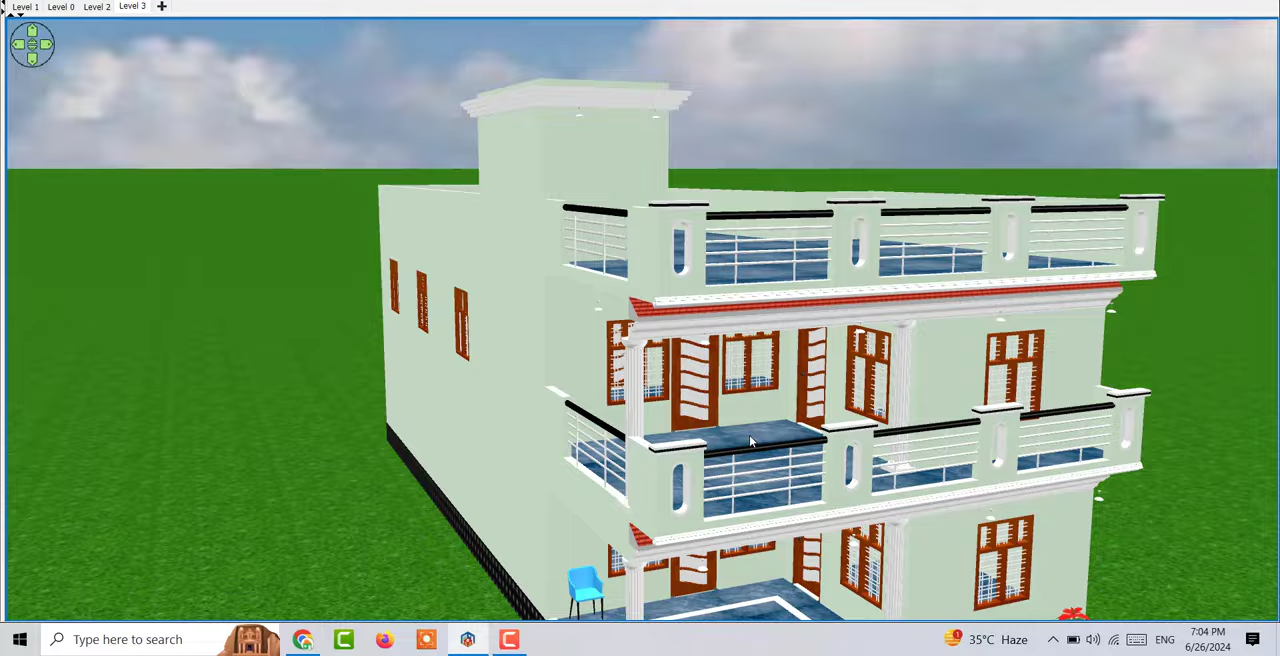 Level 1 Level 0 Level 2 Level 3
Type here to search
1
35°C Haze
ENG
7:04 PM
6/26/2024